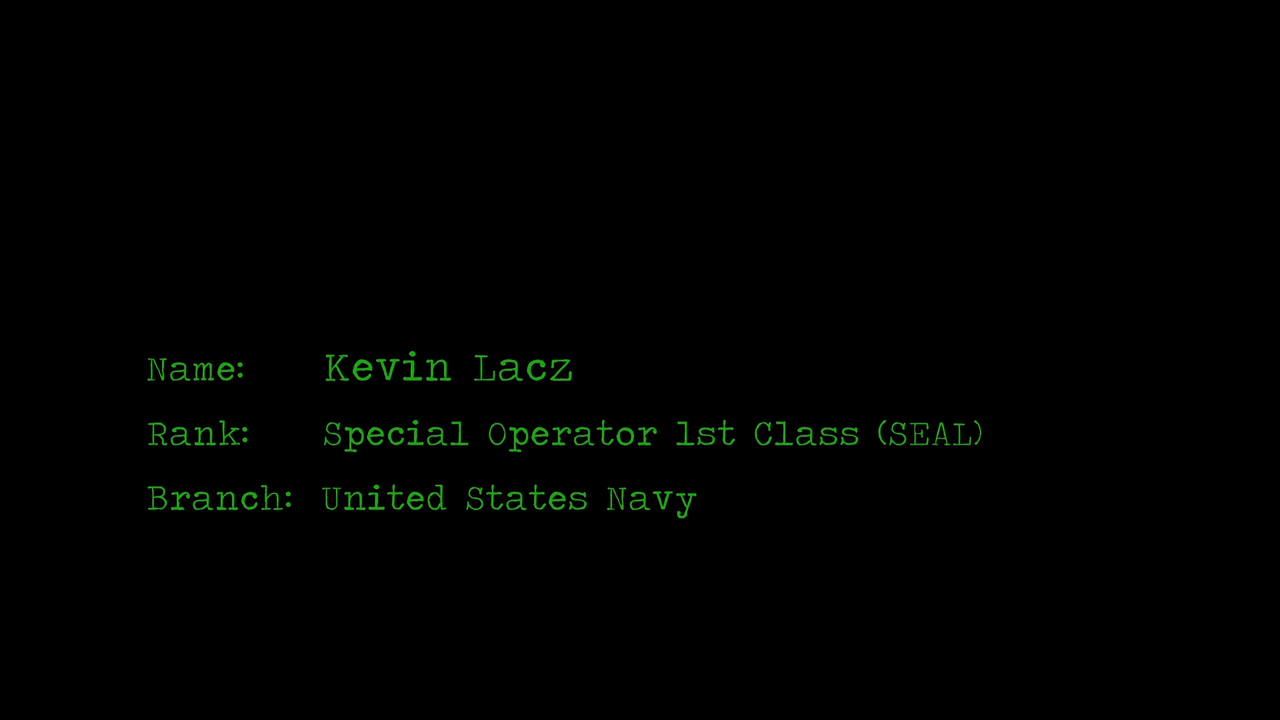 Name: Kevin Lacz
Rank: Special Operator 1st Class (SEAL)
Branch: United States Navy